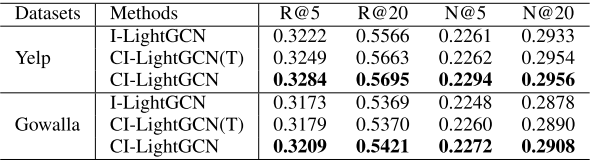 Datasets Methods R@5 R@20 N@5 N@20
I-LightGCN 0.3222 0.5566 0.2261 0.2933
Yelp CI-LightGCN(T) 0.3249 0.5663 0.2262 0.2954
CI-LightGCN 0.3284 0.5695 0.2294 0.2956
I-LightGCN 0.3173 0.5369 0.2248 0.2878
Gowalla CI-LightGCN(T) 0.3179 0.5370 0.2260 0.2890
CI-LightGCN 0.3209 0.5421 0.2272 0.2908